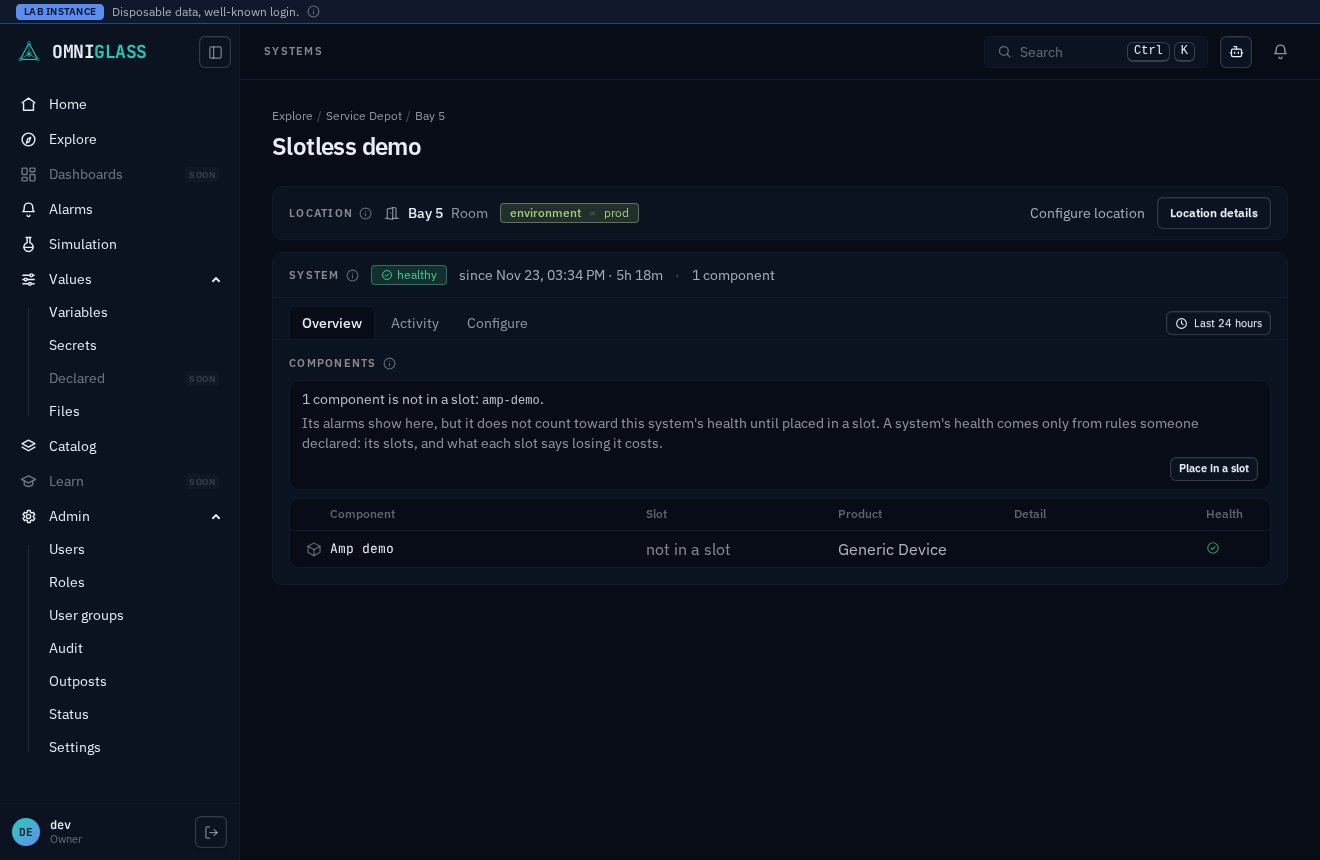 LAB INSTANCE Disposable data, well-known login.
OMNIGLASS
SYSTEMS
Search Ctrl K
Home
Explore
Dashboards SOON
Alarms
Simulation
Values
Variables
Secrets
Declared SOON
Files
Catalog
Learn SOON
Admin
Users
Roles
User groups
Audit
Outposts
Status
Settings
DE dev
Owner
Explore / Service Depot / Bay 5
Slotless demo
LOCATION Bay 5 Room environment = prod Configure location Location details
SYSTEM healthy since Nov 23, 03:34 PM · 5h 18m · 1 component
Overview Activity Configure Last 24 hours
COMPONENTS
1 component is not in a slot: amp-demo.
Its alarms show here, but it does not count toward this system's health until placed in a slot. A system's health comes only from rules someone
declared: its slots, and what each slot says losing it costs.
Place in a slot
Component Slot Product Detail Health
Amp demo not in a slot Generic Device